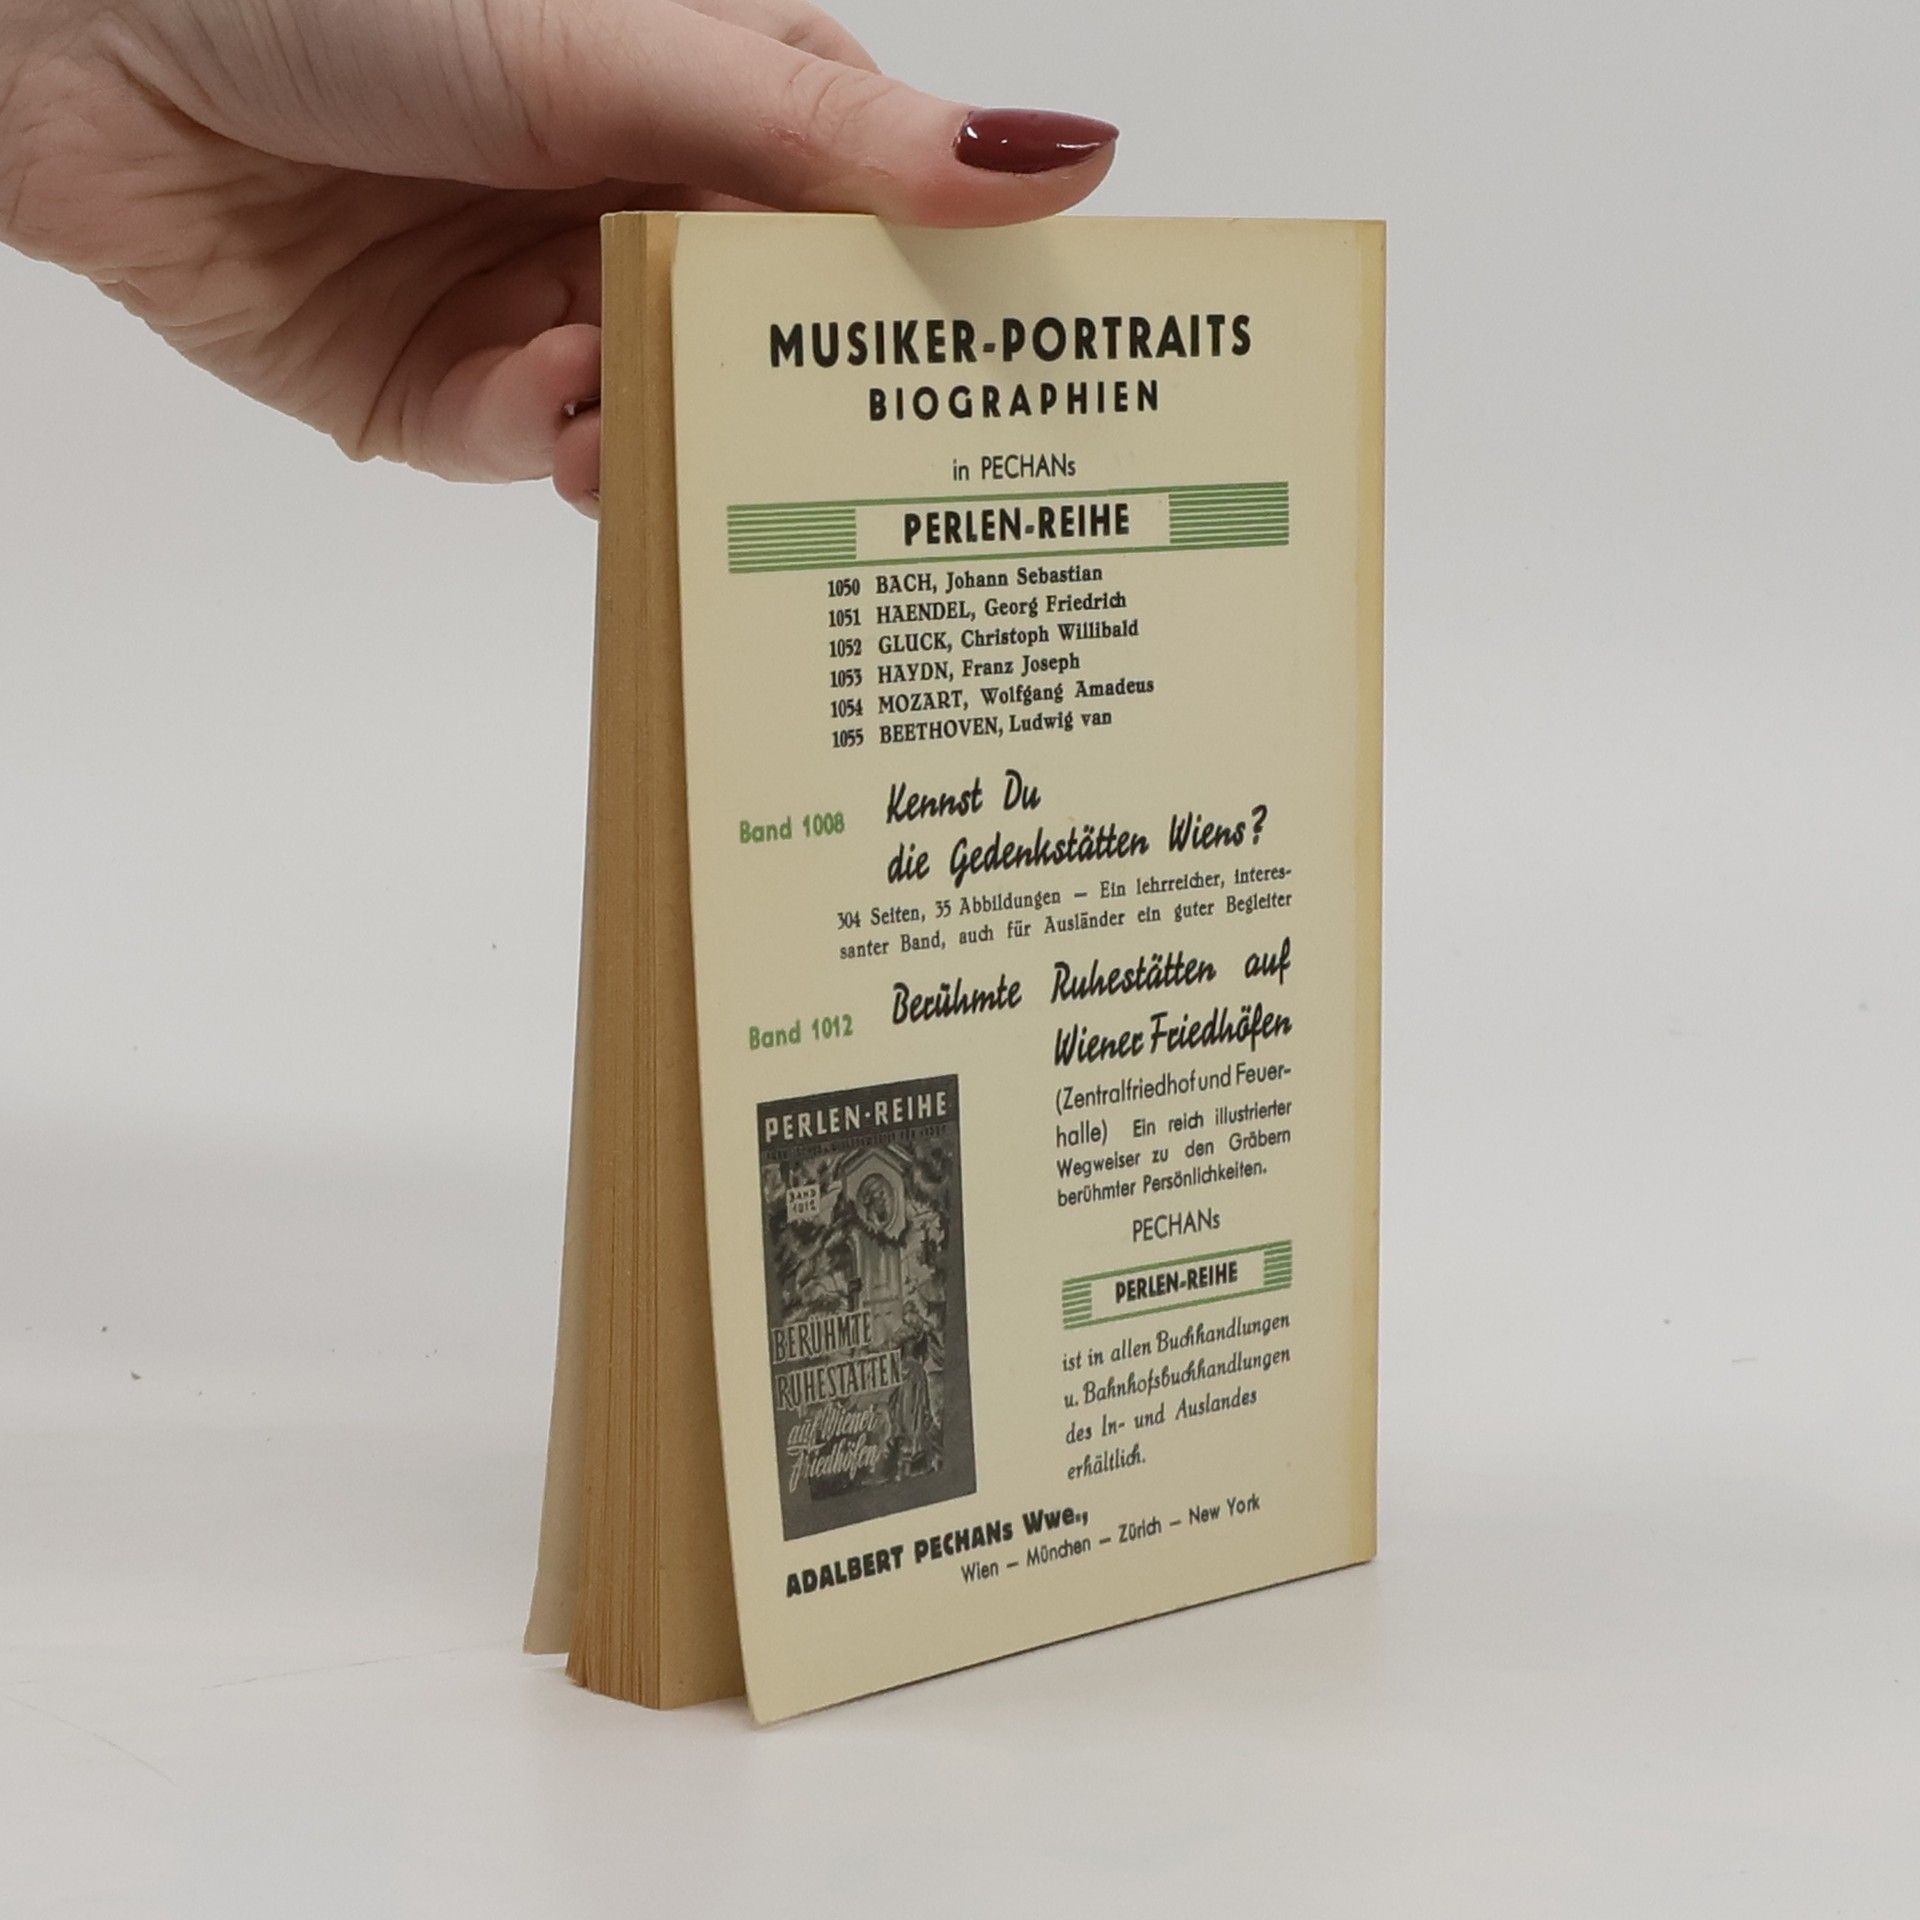 MUSIKER-PORTRAITS
BIOGRAPHIEN
in PECHANs
PERLEN-REIHE
1050 BACH, Johann Sebastian
1051 HAENDEL, Georg Friedrich
1052 GLUCK, Christoph Willibald
1053 HAYDN, Franz Joseph
1054 MOZART, Wolfgang Amadeus
1055 BEETHOVEN, Ludwig van
Band 1008
Kennst Du
die Gedenkstätten Wiens?
304 Seiten, 35 Abbildungen — Ein lehrreicher, interes-
santer Band, auch für Ausländer ein guter Begleiter
Band 1012
Berühmte Ruhestätten auf
Wiener Friedhöfen
(Zentralfriedhof und Feuer-
halle) Ein reich illustrierter
Wegweiser zu den Gräbern
berühmter Persönlichkeiten.
PECHANs
PERLEN-REIHE
ist in allen Buchhandlungen
u. Bahnhofsbuchhandlungen
des In- und Auslandes
erhältlich.
PERLEN-REIHE
BAND
1012
BERÜHMTE
RUHESTÄTTEN
auf Wiener
Friedhöfen
ADALBERT PECHANs Wwe.,
Wien — München — Zürich — New York